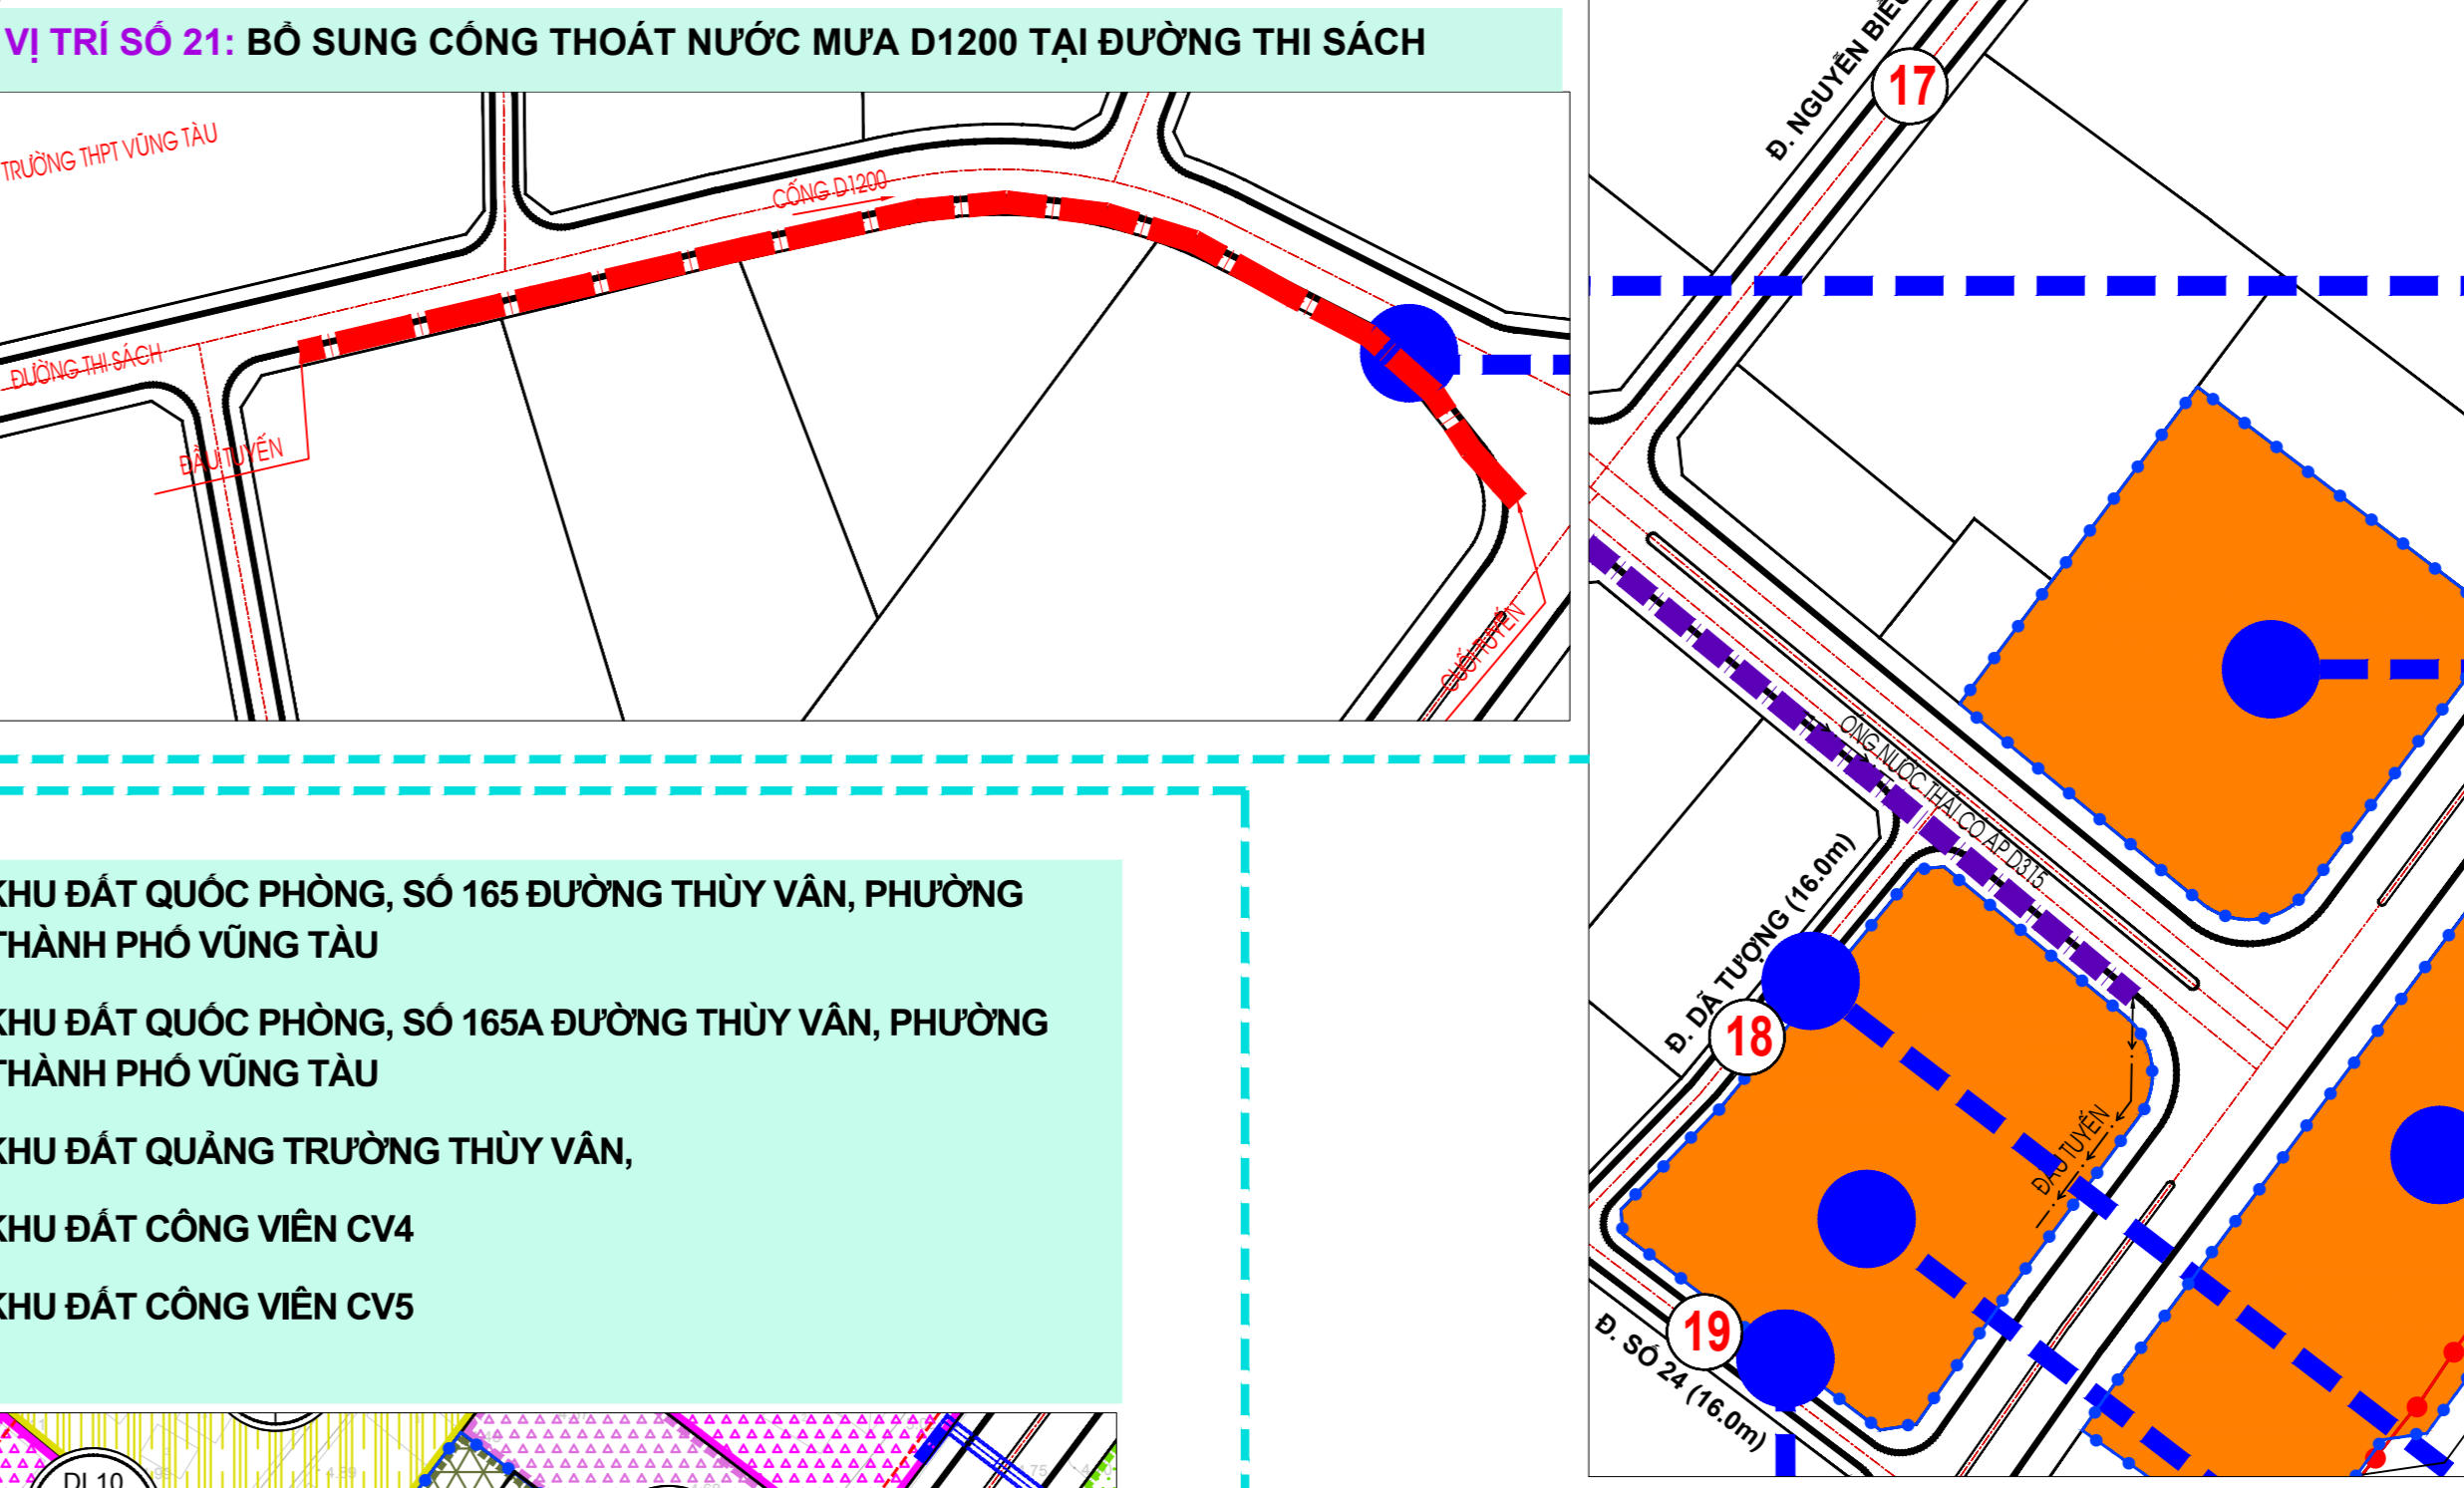 VỊ TRÍ SỐ 21: BỔ SUNG CỐNG THOÁT NƯỚC MƯA D1200 TẠI ĐƯỜNG THI SÁCH
TRƯỜNG THPT VŨNG TÀU
CỐNG D1200
ĐƯỜNG THI SÁCH
ĐẦU TUYẾN
CUỐI TUYẾN
KHU ĐẤT QUỐC PHÒNG, SỐ 165 ĐƯỜNG THÙY VÂN, PHƯỜNG
THÀNH PHỐ VŨNG TÀU
KHU ĐẤT QUỐC PHÒNG, SỐ 165A ĐƯỜNG THÙY VÂN, PHƯỜNG
THÀNH PHỐ VŨNG TÀU
KHU ĐẤT QUẢNG TRƯỜNG THÙY VÂN,
KHU ĐẤT CÔNG VIÊN CV4
KHU ĐẤT CÔNG VIÊN CV5
DL10
Đ. NGUYỄN BIỂU
17
ỐNG NƯỚC THẢI CÓ ÁP D315
Đ. DÃ TƯỢNG (16.0m)
18
ĐẦU TUYẾN
19
Đ. SỐ 24 (16.0m)